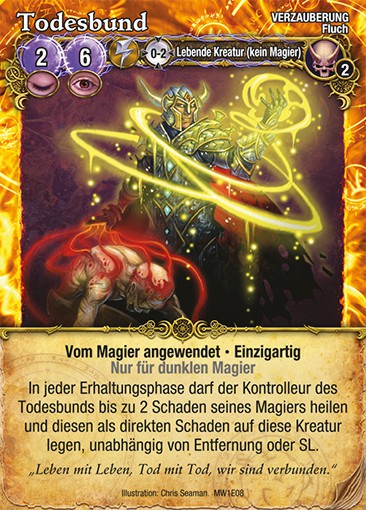 Todesbund
VERZAUBERUNG
Fluch
2 6 0-2 Lebende Kreatur (kein Magier)
2
Vom Magier angewendet • Einzigartig
Nur für dunklen Magier
In jeder Erhaltungsphase darf der Kontrolleur des
Todesbunds bis zu 2 Schaden seines Magiers heilen
und diesen als direkten Schaden auf diese Kreatur
legen, unabhängig von Entfernung oder SL.
„Leben mit Leben, Tod mit Tod, wir sind verbunden.“
Illustration: Chris Seaman. MW1E08